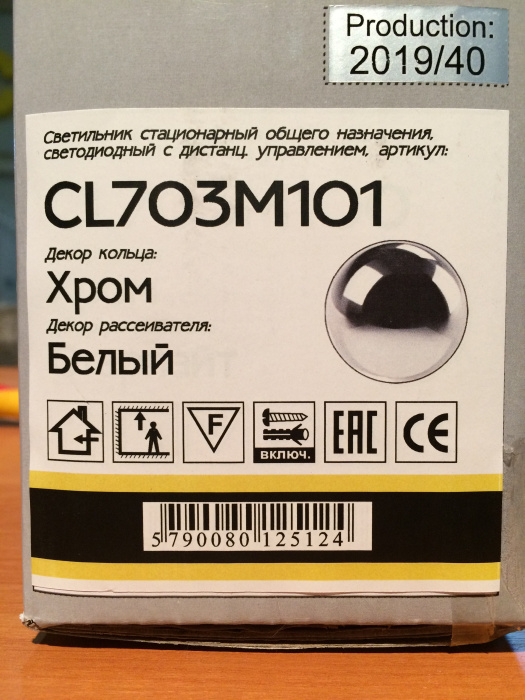 Production:
2019/40
Светильник стационарный общего назначения,
светодиодный с дистанц. управлением, артикул:
CL703M101
Декор кольца:
Хром
Декор рассеивателя:
Белый
F
ВКЛЮЧ.
EAC
CE
5 790080 125124